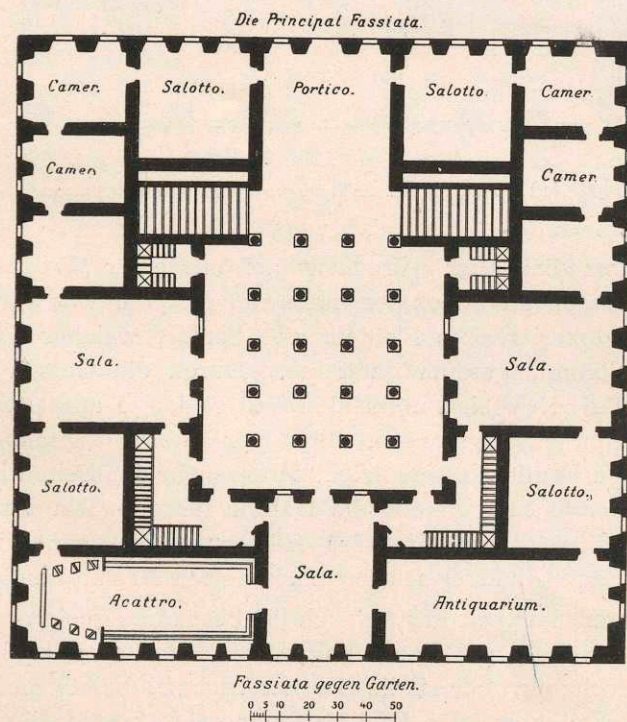 Die Principal Fassiata.
Camer. Salotto. Portico. Salotto Camer
Camer. Camer
Sala. Sala.
Salotto. Salotto.
Acattro. Sala. Antiquarium.
Fassiata gegen Garten.
0 5 10 20 30 40 50